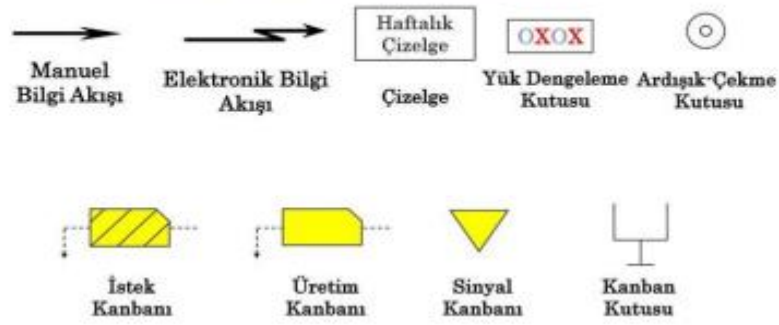 Haftalık
Çizelge
OXOX
Manuel
Bilgi Akışı
Elektronik Bilgi
Akışı
Çizelge
Yük Dengeleme
Kutusu
Ardışık-Çekme
Kutusu
İstek
Kanbanı
Üretim
Kanbanı
Sinyal
Kanbanı
Kanban
Kutusu